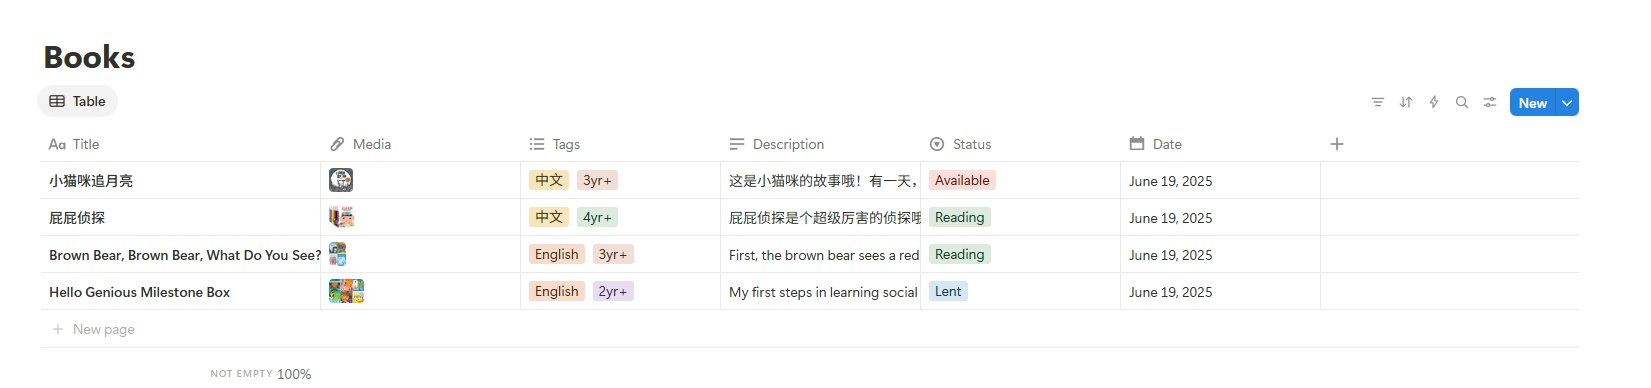 Books
Table
New
Aa Title Media Tags Description Status Date
小猫咪追月亮 中文 3yr+ 这是小猫咪的故事哦！有一天， Available June 19, 2025
屁屁侦探 中文 4yr+ 屁屁侦探是个超级厉害的侦探哦 Reading June 19, 2025
Brown Bear, Brown Bear, What Do You See? English 3yr+ First, the brown bear sees a red Reading June 19, 2025
Hello Genious Milestone Box English 2yr+ My first steps in learning social Lent June 19, 2025
+ New page
NOT EMPTY 100%